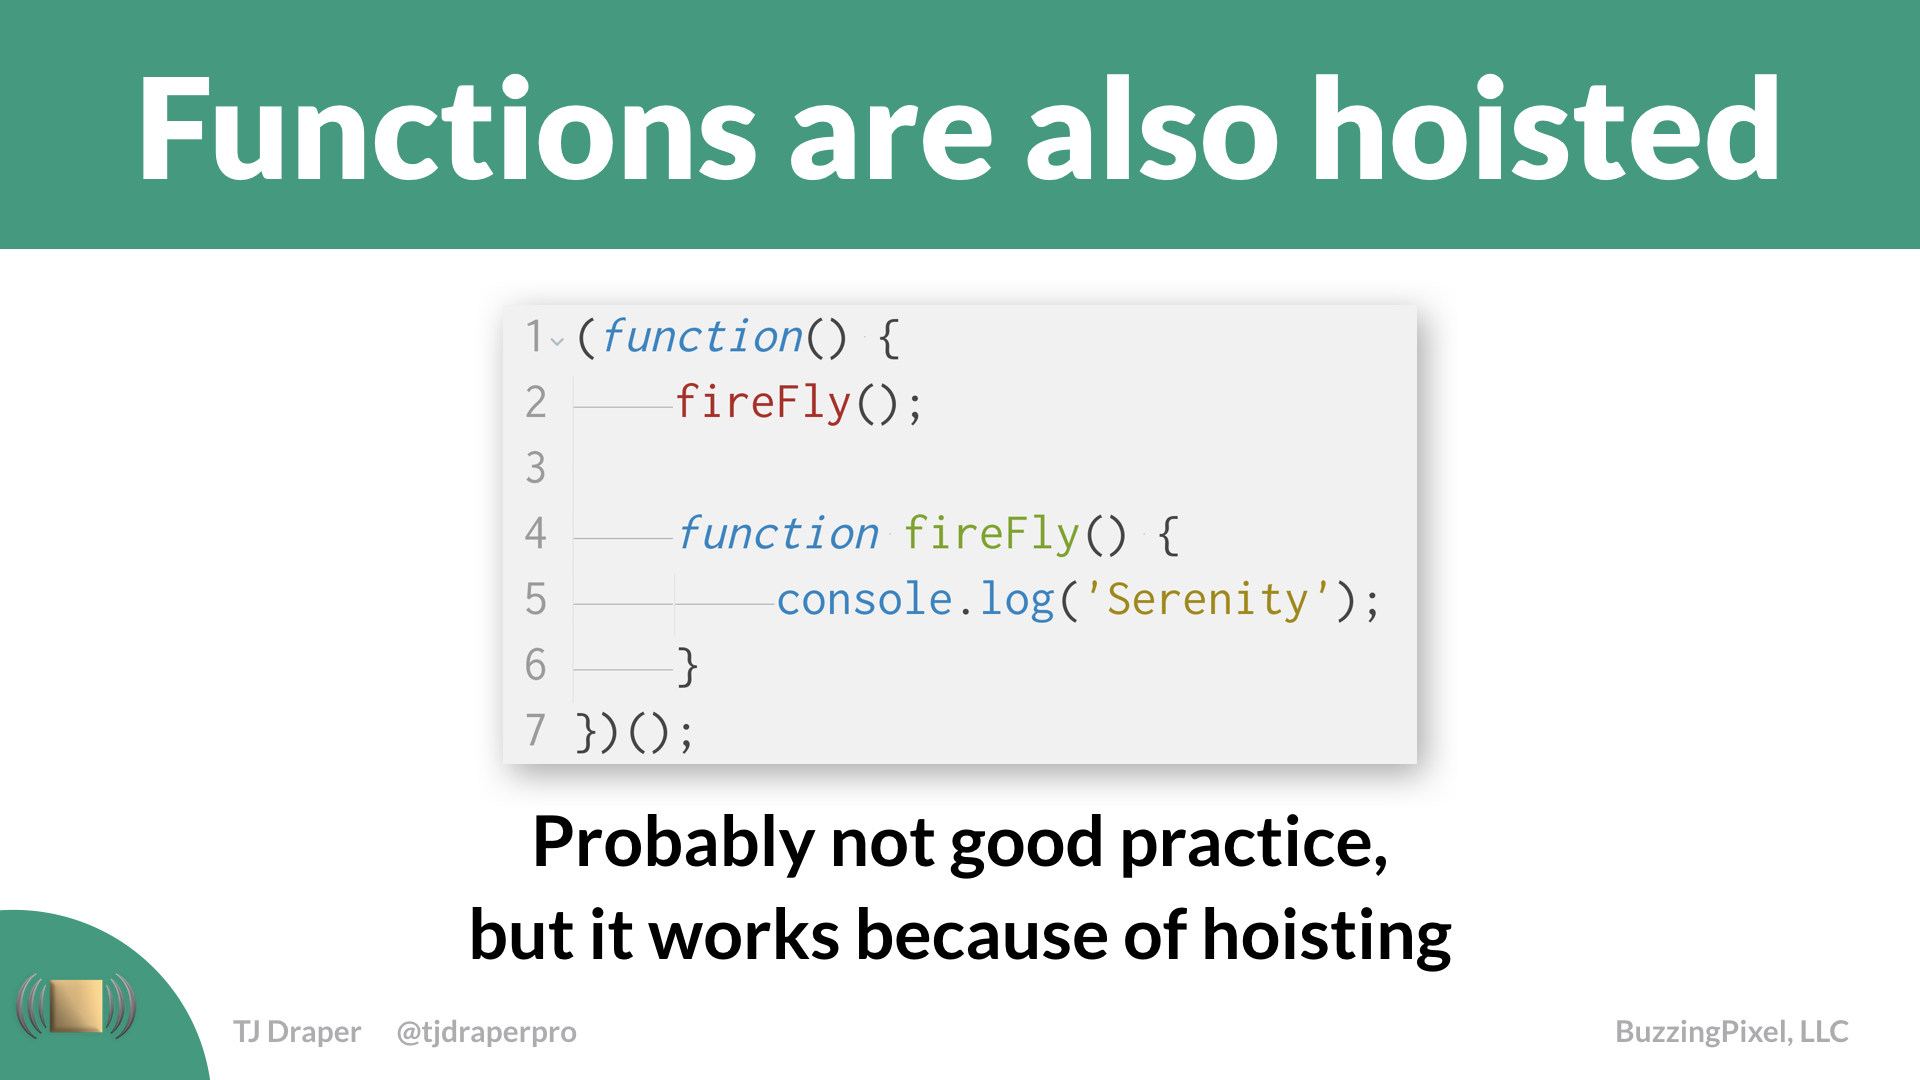 Functions are also hoisted
1 (function() {
2 fireFly();
3
4 function fireFly() {
5 console.log('Serenity');
6 }
7 })();
Probably not good practice,
but it works because of hoisting
TJ Draper @tjdraperpro BuzzingPixel, LLC